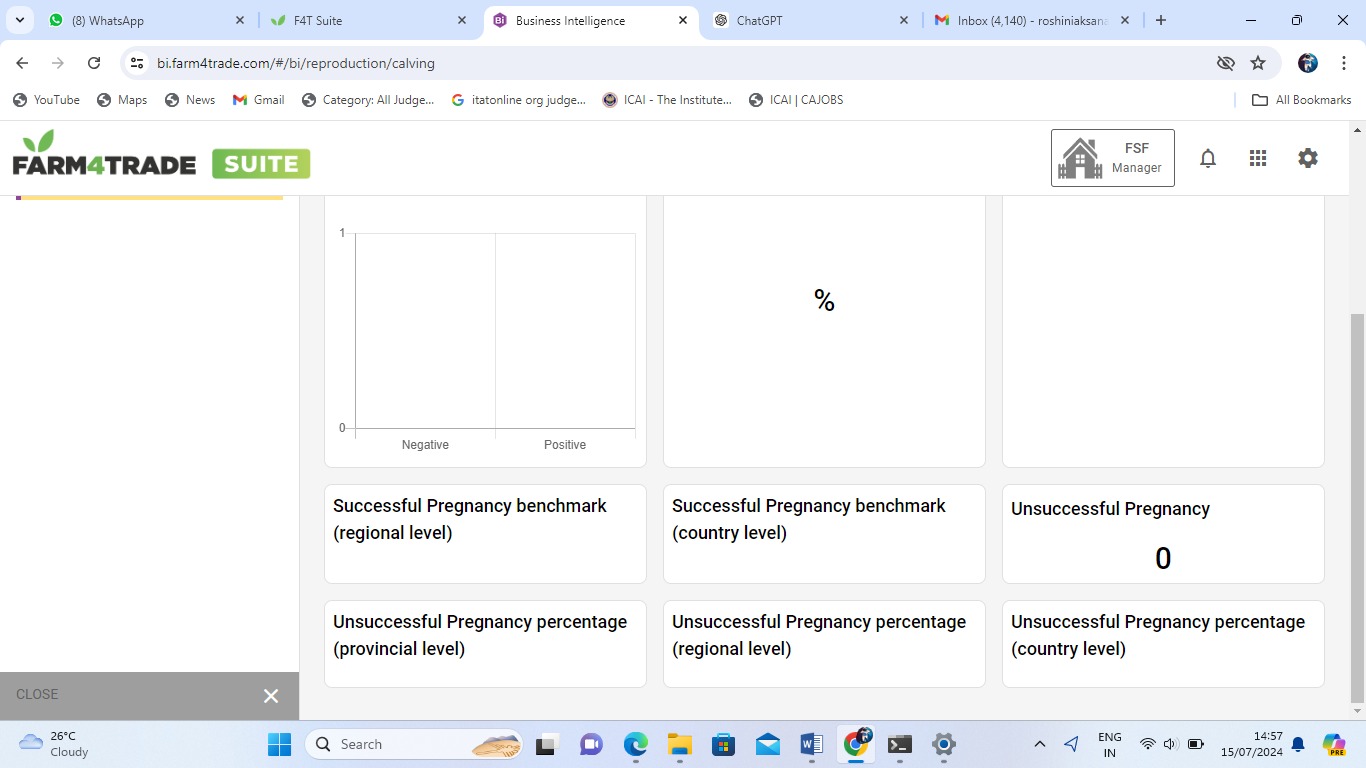 (8) WhatsApp
F4T Suite
Business Intelligence
ChatGPT
Inbox (4,140) - roshiniaksana
bi.farm4trade.com/#/bi/reproduction/calving
YouTube
Maps
News
Gmail
Category: All Judge...
itatonline org judge...
ICAI - The Institute...
ICAI | CAJOBS
All Bookmarks
FARM4TRADE SUITE
FSF
Manager
1
0
Negative
Positive
%
Successful Pregnancy benchmark
(regional level)
Successful Pregnancy benchmark
(country level)
Unsuccessful Pregnancy
0
Unsuccessful Pregnancy percentage
(provincial level)
Unsuccessful Pregnancy percentage
(regional level)
Unsuccessful Pregnancy percentage
(country level)
CLOSE
26°C
Cloudy
Search
ENG
IN
14:57
15/07/2024
PRE